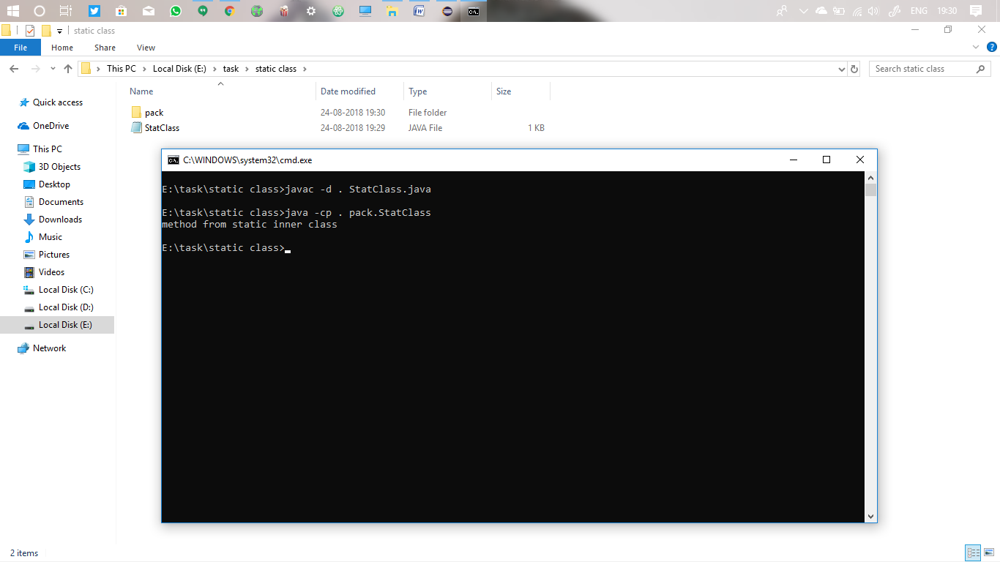 ENG 19:30
static class
File Home Share View
This PC Local Disk (E:) task static class
Search static class
Name Date modified Type Size
Quick access
OneDrive
This PC
3D Objects
Desktop
Documents
Downloads
Music
Pictures
Videos
Local Disk (C:)
Local Disk (D:)
Local Disk (E:)
Network
pack 24-08-2018 19:30 File folder
StatClass 24-08-2018 19:29 JAVA File 1 KB
C:\WINDOWS\system32\cmd.exe
E:\task\static class>javac -d . StatClass.java
E:\task\static class>java -cp . pack.StatClass
method from static inner class
E:\task\static class>
2 items